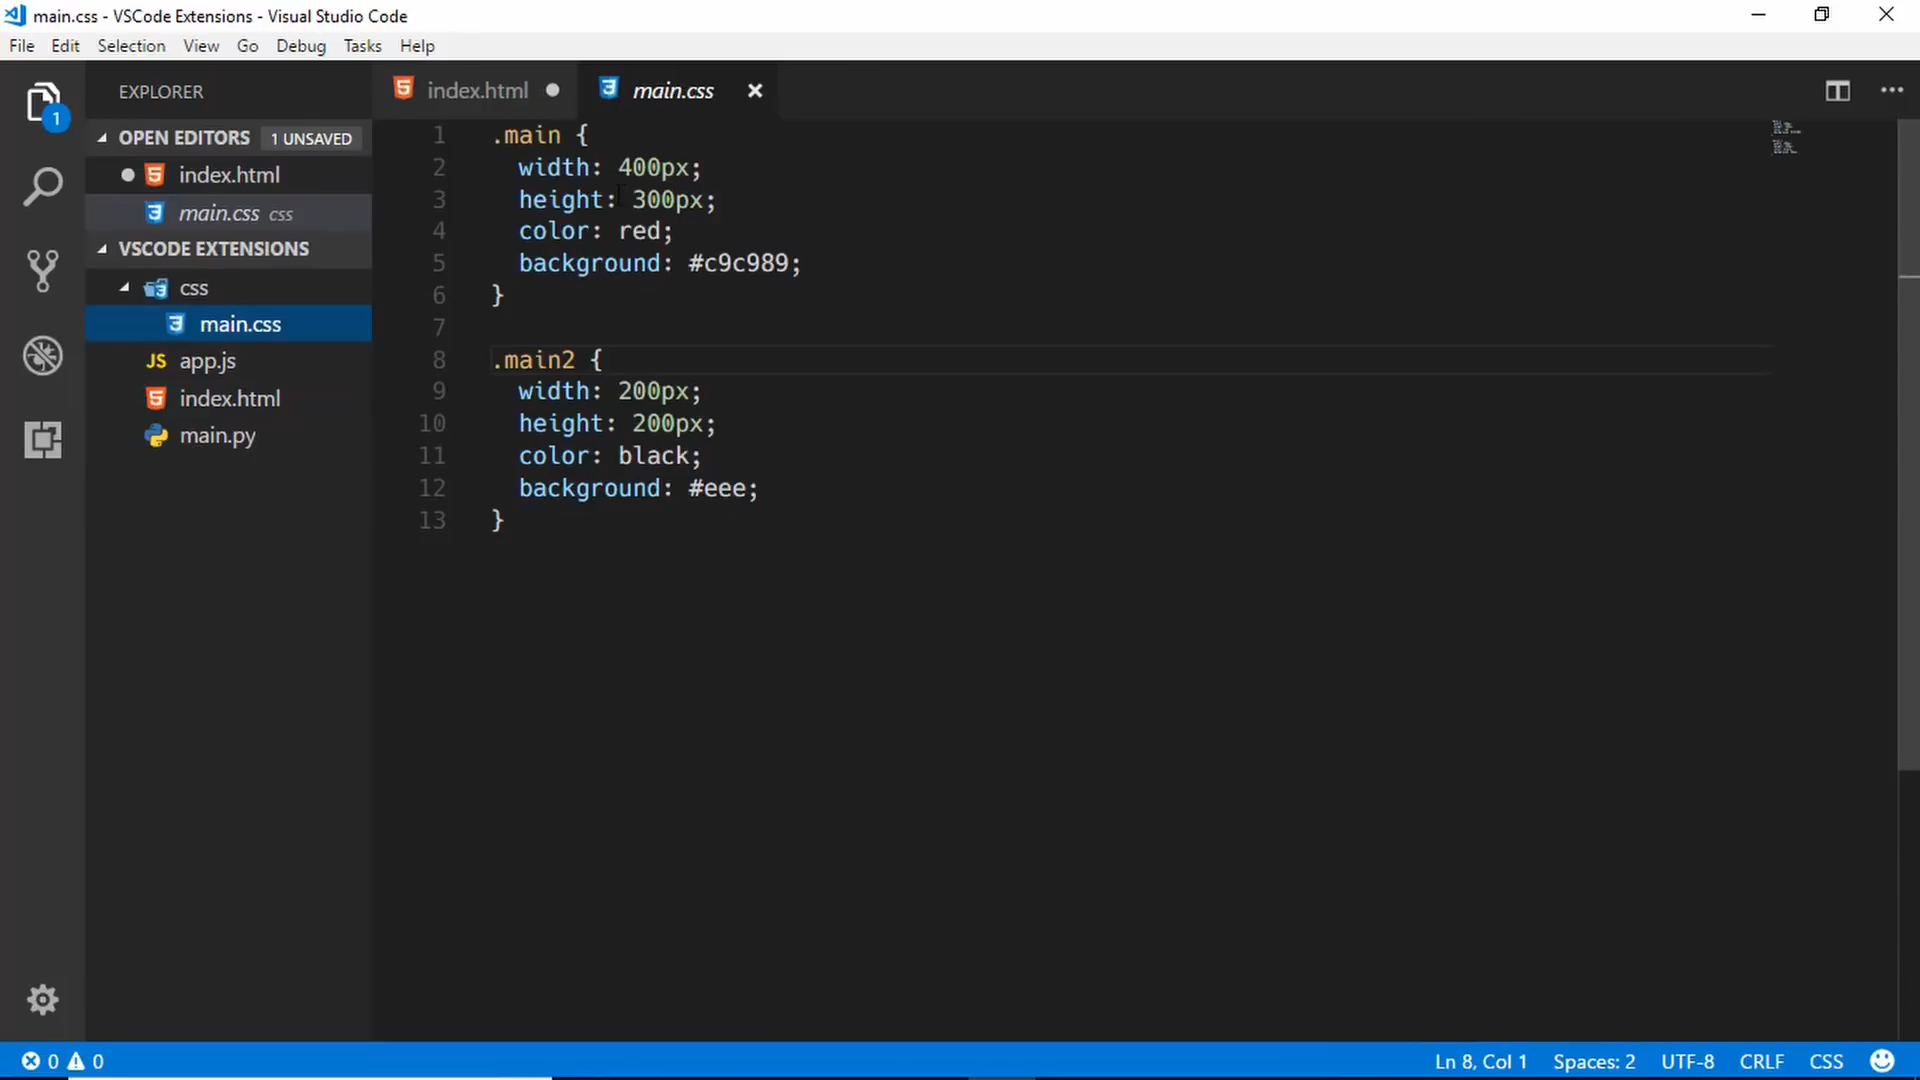 main.css - VSCode Extensions - Visual Studio Code
File Edit Selection View Go Debug Tasks Help
1
EXPLORER
OPEN EDITORS 1 UNSAVED
index.html
main.css css
VSCODE EXTENSIONS
css
main.css
JS app.js
index.html
main.py
index.html main.css
1 .main {
2 width: 400px;
3 height: 300px;
4 color: red;
5 background: #c9c989;
6 }
7
8 .main2 {
9 width: 200px;
10 height: 200px;
11 color: black;
12 background: #eee;
13 }
0 0 Ln 8, Col 1 Spaces: 2 UTF-8 CRLF CSS